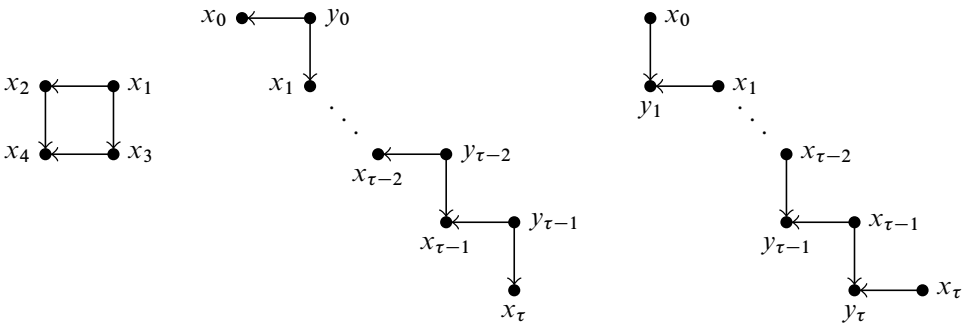 x₀ y₀
x₂ x₁
x₄ x₃
x₁
x_{τ−2} y_{τ−2}
x_{τ−1} y_{τ−1}
x_τ
x₀
y₁ x₁
x_{τ−2}
y_{τ−1} x_{τ−1}
y_τ x_τ